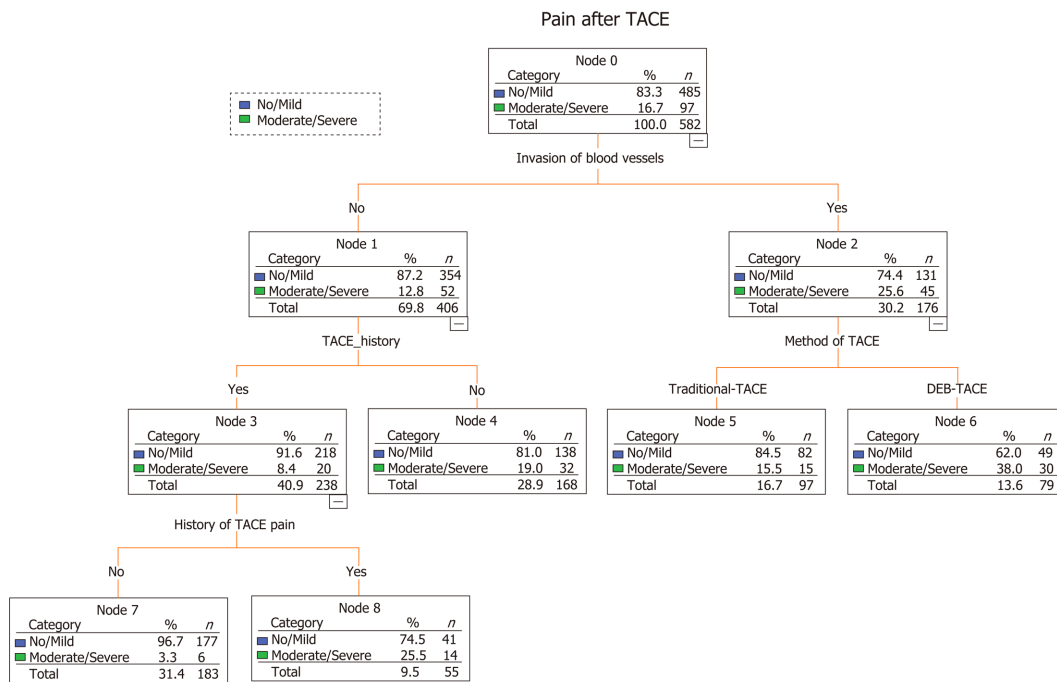 Pain after TACE
No/Mild
Moderate/Severe
Node 0
Category % n
No/Mild 83.3 485
Moderate/Severe 16.7 97
Total 100.0 582
Invasion of blood vessels
No
Yes
Node 1
Category % n
No/Mild 87.2 354
Moderate/Severe 12.8 52
Total 69.8 406
Node 2
Category % n
No/Mild 74.4 131
Moderate/Severe 25.6 45
Total 30.2 176
TACE_history
Method of TACE
Yes
No
Traditional-TACE
DEB-TACE
Node 3
Category % n
No/Mild 91.6 218
Moderate/Severe 8.4 20
Total 40.9 238
Node 4
Category % n
No/Mild 81.0 138
Moderate/Severe 19.0 32
Total 28.9 168
Node 5
Category % n
No/Mild 84.5 82
Moderate/Severe 15.5 15
Total 16.7 97
Node 6
Category % n
No/Mild 62.0 49
Moderate/Severe 38.0 30
Total 13.6 79
History of TACE pain
No
Yes
Node 7
Category % n
No/Mild 96.7 177
Moderate/Severe 3.3 6
Total 31.4 183
Node 8
Category % n
No/Mild 74.5 41
Moderate/Severe 25.5 14
Total 9.5 55